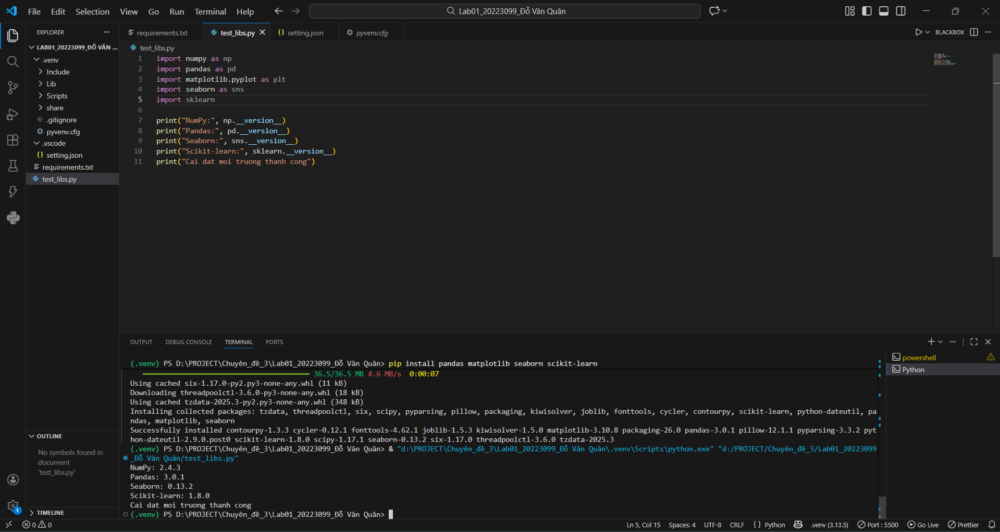 File Edit Selection View Go Run Terminal Help
Lab01_20223099_Đỗ Văn Quân
EXPLORER
LAB01_20223099_ĐỖ VĂN ...
.venv
Include
Lib
Scripts
share
.gitignore
pyvenv.cfg
.vscode
setting.json
requirements.txt
test_libs.py
OUTLINE
No symbols found in
document
'test_libs.py'
TIMELINE
requirements.txt test_libs.py setting.json pyvenv.cfg
BLACKBOX
test_libs.py
1 import numpy as np
2 import pandas as pd
3 import matplotlib.pyplot as plt
4 import seaborn as sns
5 import sklearn
6
7 print("NumPy:", np.__version__)
8 print("Pandas:", pd.__version__)
9 print("Seaborn:", sns.__version__)
10 print("Scikit-learn:", sklearn.__version__)
11 print("Cai dat moi truong thanh cong")
OUTPUT DEBUG CONSOLE TERMINAL PORTS
(.venv) PS D:\PROJECT\Chuyên_đề_3\Lab01_20223099_Đỗ Văn Quân> pip install pandas matplotlib seaborn scikit-learn
36.5/36.5 MB 4.6 MB/s 0:00:07
Using cached six-1.17.0-py2.py3-none-any.whl (11 kB)
Downloading threadpoolctl-3.6.0-py3-none-any.whl (18 kB)
Using cached tzdata-2025.3-py2.py3-none-any.whl (348 kB)
Installing collected packages: tzdata, threadpoolctl, six, scipy, pyparsing, pillow, packaging, kiwisolver, joblib, fonttools, cycler, contourpy, scikit-learn, python-dateutil, pa
ndas, matplotlib, seaborn
Successfully installed contourpy-1.3.3 cycler-0.12.1 fonttools-4.62.1 joblib-1.5.3 kiwisolver-1.5.0 matplotlib-3.10.8 packaging-26.0 pandas-3.0.1 pillow-12.1.1 pyparsing-3.3.2 pyt
hon-dateutil-2.9.0.post0 scikit-learn-1.8.0 scipy-1.17.1 seaborn-0.13.2 six-1.17.0 threadpoolctl-3.6.0 tzdata-2025.3
(.venv) PS D:\PROJECT\Chuyên_đề_3\Lab01_20223099_Đỗ Văn Quân> & "d:\PROJECT\Chuyên_đề_3\Lab01_20223099_Đỗ Văn Quân\.venv\Scripts\python.exe" "d:/PROJECT/Chuyên_đề_3/Lab01_20223099
_Đỗ Văn Quân/test_libs.py"
NumPy: 2.4.3
Pandas: 3.0.1
Seaborn: 0.13.2
Scikit-learn: 1.8.0
Cai dat moi truong thanh cong
(.venv) PS D:\PROJECT\Chuyên_đề_3\Lab01_20223099_Đỗ Văn Quân>
powershell
Python
1
0 0
Ln 5, Col 15 Spaces: 4 UTF-8 CRLF { } Python .venv (3.13.5) Port : 5500 Go Live Prettier